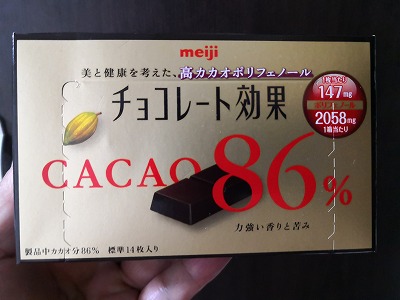 meiji
美と健康を考えた、高カカオポリフェノール
チョコレート効果
1枚当たり
147mg
ポリフェノール
2058mg
1箱当たり
CACAO 86%
力強い香りと苦み
製品中カカオ分86% 標準14枚入り